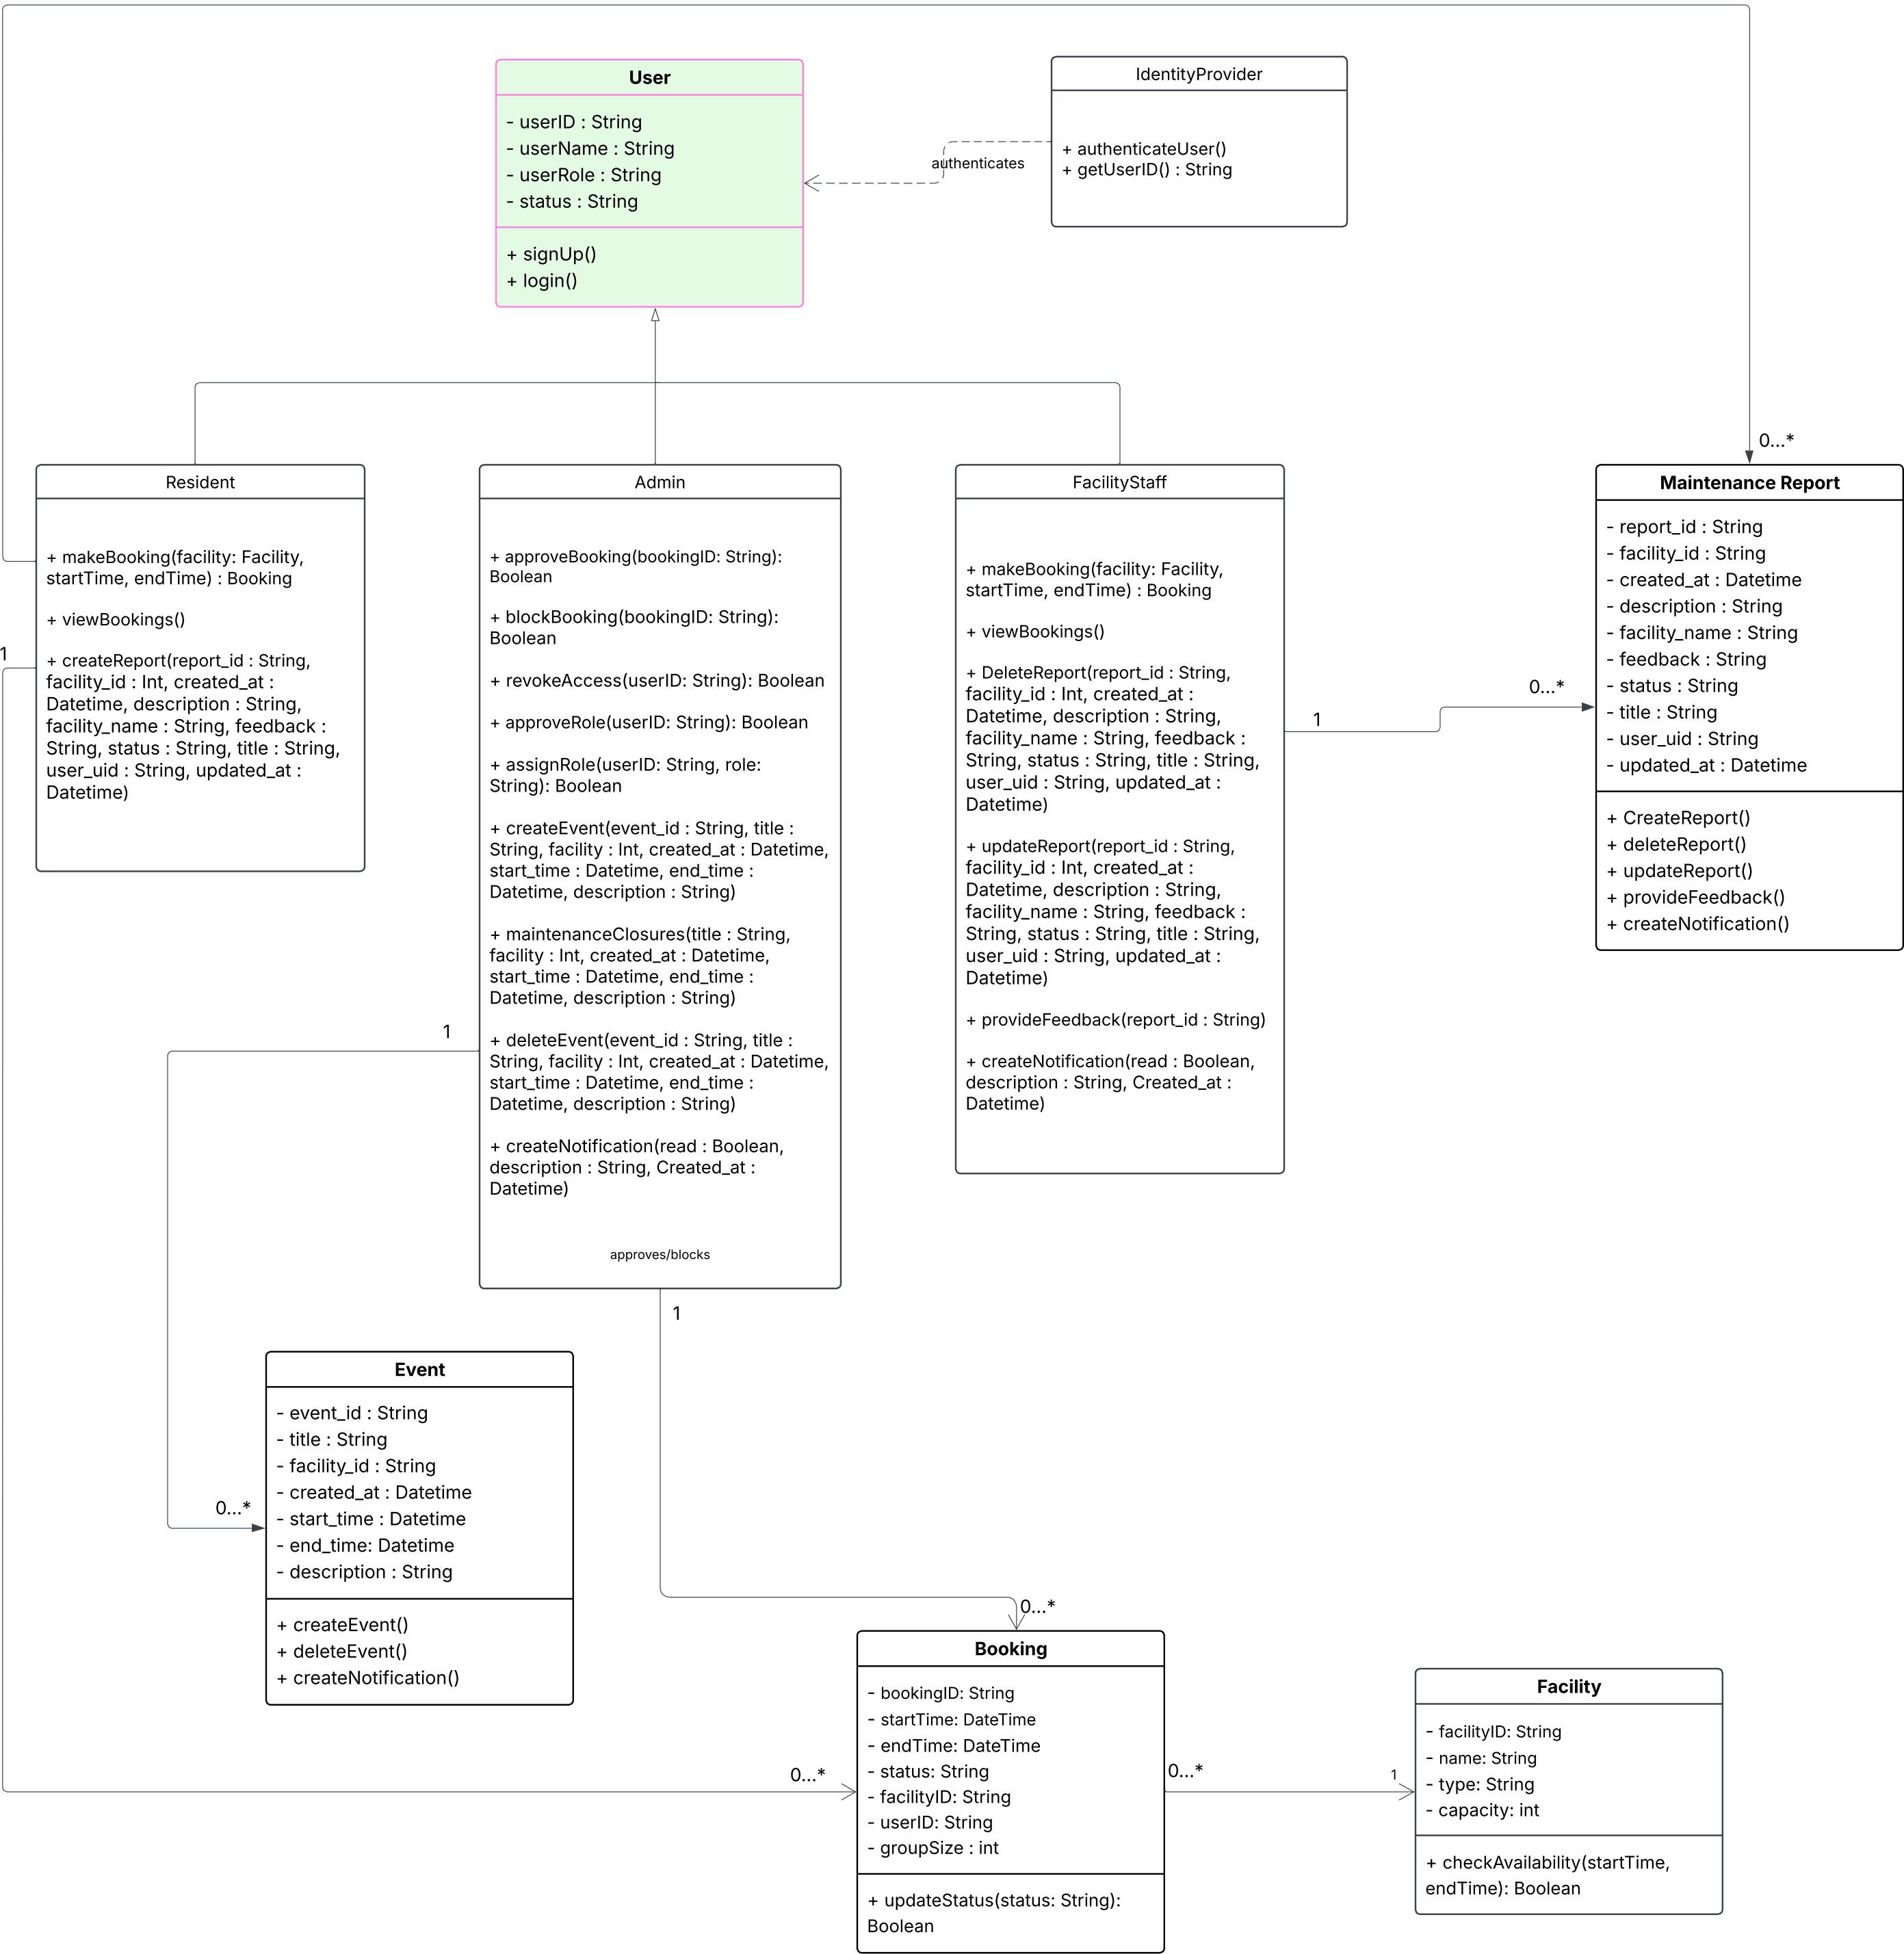 User
- userID : String
- userName : String
- userRole : String
- status : String
+ signUp()
+ login()
authenticates
IdentityProvider
+ authenticateUser()
+ getUserID() : String
Resident
+ makeBooking(facility: Facility,
startTime, endTime) : Booking
+ viewBookings()
+ createReport(report_id : String,
facility_id : Int, created_at :
Datetime, description : String,
facility_name : String, feedback :
String, status : String, title : String,
user_uid : String, updated_at :
Datetime)
1
Admin
+ approveBooking(bookingID: String):
Boolean
+ blockBooking(bookingID: String):
Boolean
+ revokeAccess(userID: String): Boolean
+ approveRole(userID: String): Boolean
+ assignRole(userID: String, role:
String): Boolean
+ createEvent(event_id : String, title :
String, facility : Int, created_at : Datetime,
start_time : Datetime, end_time :
Datetime, description : String)
+ maintenanceClosures(title : String,
facility : Int, created_at : Datetime,
start_time : Datetime, end_time :
Datetime, description : String)
+ deleteEvent(event_id : String, title :
String, facility : Int, created_at : Datetime,
start_time : Datetime, end_time :
Datetime, description : String)
+ createNotification(read : Boolean,
description : String, Created_at :
Datetime)
approves/blocks
1
1
FacilityStaff
+ makeBooking(facility: Facility,
startTime, endTime) : Booking
+ viewBookings()
+ DeleteReport(report_id : String,
facility_id : Int, created_at :
Datetime, description : String,
facility_name : String, feedback :
String, status : String, title : String,
user_uid : String, updated_at :
Datetime)
+ updateReport(report_id : String,
facility_id : Int, created_at :
Datetime, description : String,
facility_name : String, feedback :
String, status : String, title : String,
user_uid : String, updated_at :
Datetime)
+ provideFeedback(report_id : String)
+ createNotification(read : Boolean,
description : String, Created_at :
Datetime)
1
0...*
0...*
Maintenance Report
- report_id : String
- facility_id : String
- created_at : Datetime
- description : String
- facility_name : String
- feedback : String
- status : String
- title : String
- user_uid : String
- updated_at : Datetime
+ CreateReport()
+ deleteReport()
+ updateReport()
+ provideFeedback()
+ createNotification()
0...*
Event
- event_id : String
- title : String
- facility_id : String
- created_at : Datetime
- start_time : Datetime
- end_time: Datetime
- description : String
+ createEvent()
+ deleteEvent()
+ createNotification()
0...*
0...*
Booking
- bookingID: String
- startTime: DateTime
- endTime: DateTime
- status: String
- facilityID: String
- userID: String
- groupSize : int
+ updateStatus(status: String):
Boolean
0...*
1
Facility
- facilityID: String
- name: String
- type: String
- capacity: int
+ checkAvailability(startTime,
endTime): Boolean